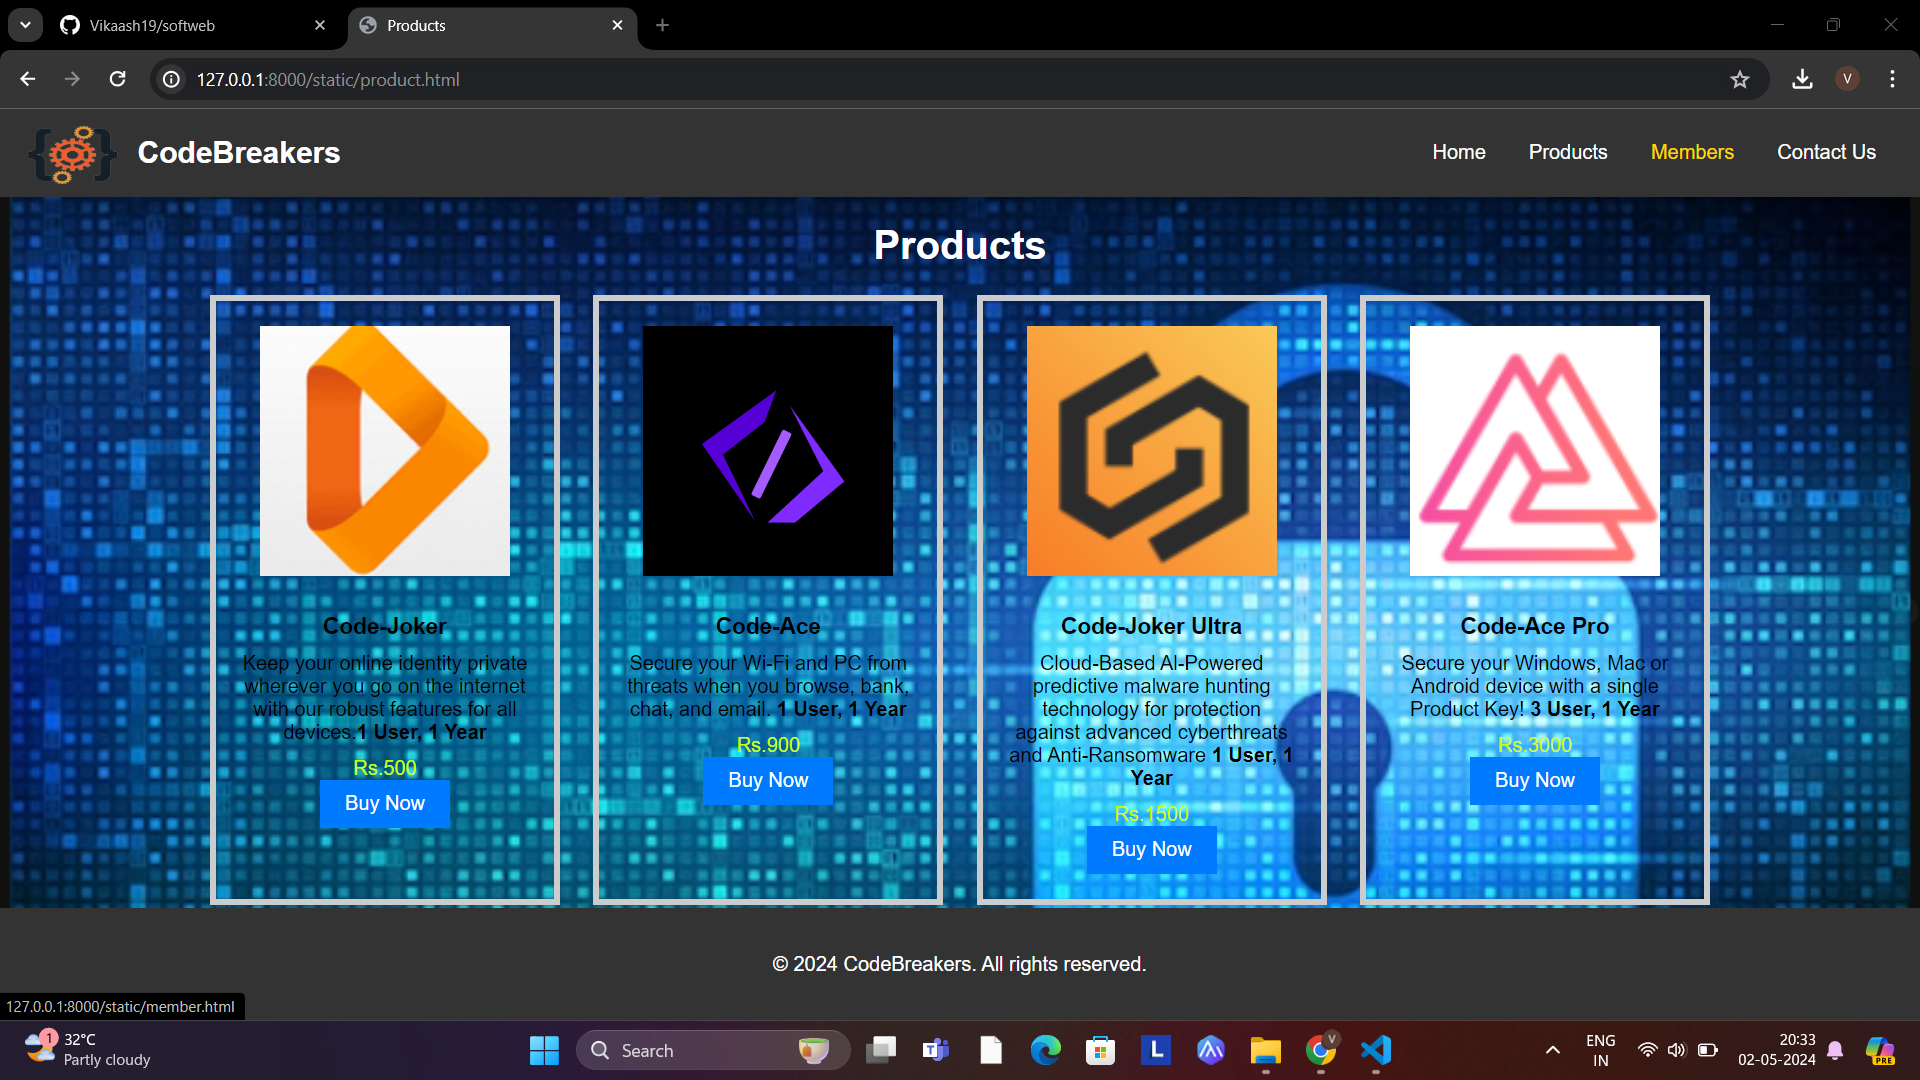 Vikaash19/softweb
Products
127.0.0.1:8000/static/product.html
V
CodeBreakers
Home
Products
Members
Contact Us
Products
Code-Joker
Keep your online identity private
wherever you go on the internet
with our robust features for all
devices.1 User, 1 Year
Rs.500
Buy Now
Code-Ace
Secure your Wi-Fi and PC from
threats when you browse, bank,
chat, and email. 1 User, 1 Year
Rs.900
Buy Now
Code-Joker Ultra
Cloud-Based AI-Powered
predictive malware hunting
technology for protection
against advanced cyberthreats
and Anti-Ransomware 1 User, 1
Year
Rs.1500
Buy Now
Code-Ace Pro
Secure your Windows, Mac or
Android device with a single
Product Key! 3 User, 1 Year
Rs.3000
Buy Now
© 2024 CodeBreakers. All rights reserved.
127.0.0.1:8000/static/member.html
1
32°C
Partly cloudy
Search
T
L
V
ENG
IN
20:33
02-05-2024
PRE